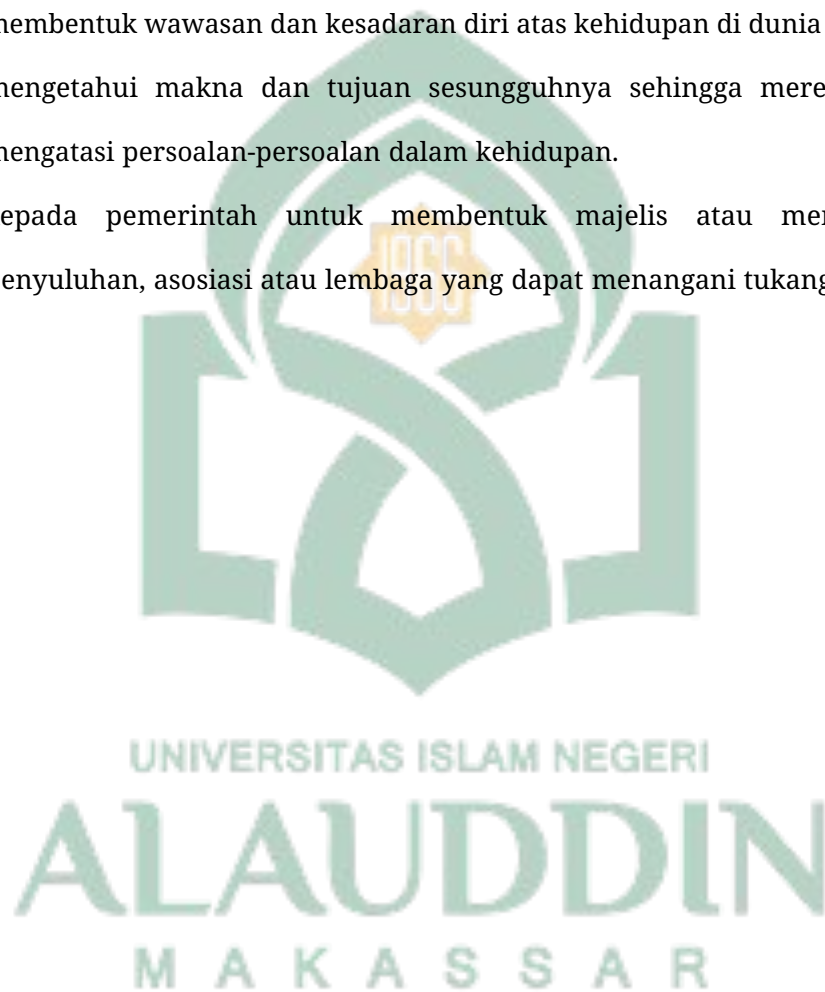 membentuk wawasan dan kesadaran diri atas kehidupan di dunia
mengetahui makna dan tujuan sesungguhnya sehingga mere
mengatasi persoalan-persoalan dalam kehidupan.
epada pemerintah untuk membentuk majelis atau mer
enyuluhan, asosiasi atau lembaga yang dapat menangani tukang
1966
UNIVERSITAS ISLAM NEGERI
ALAUDDIN
MAKASSAR